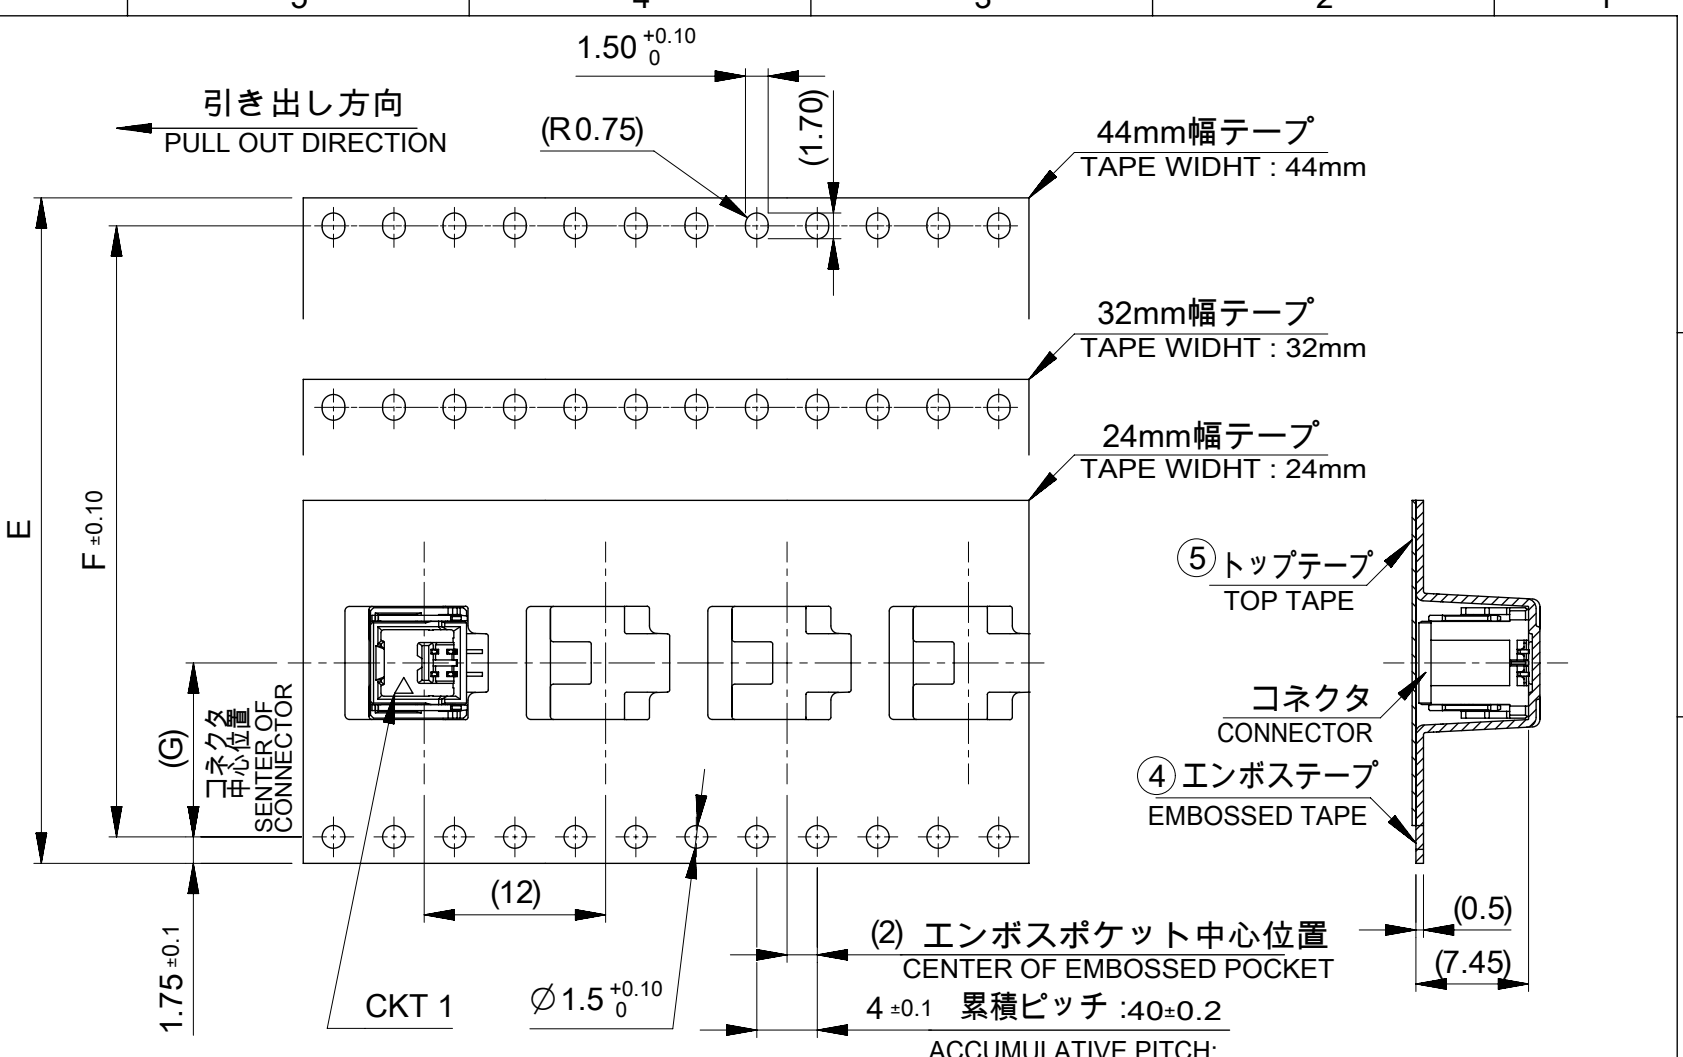 1.50 +0.10 0
引き出し方向
PULL OUT DIRECTION
(R0.75)
(1.70)
44mm幅テープ
TAPE WIDHT : 44mm
32mm幅テープ
TAPE WIDHT : 32mm
24mm幅テープ
TAPE WIDHT : 24mm
E
F ±0.10
(G)
コネクタ
中心位置
SENTER OF
CONNECTOR
⑤ トップテープ
TOP TAPE
コネクタ
CONNECTOR
④ エンボステープ
EMBOSSED TAPE
(12)
(0.5)
(7.45)
1.75 ±0.1
CKT 1
∅1.5 +0.10 0
(2) エンボスポケット中心位置
CENTER OF EMBOSSED POCKET
4 ±0.1 累積ピッチ :40±0.2
ACCUMULATIVE PITCH: